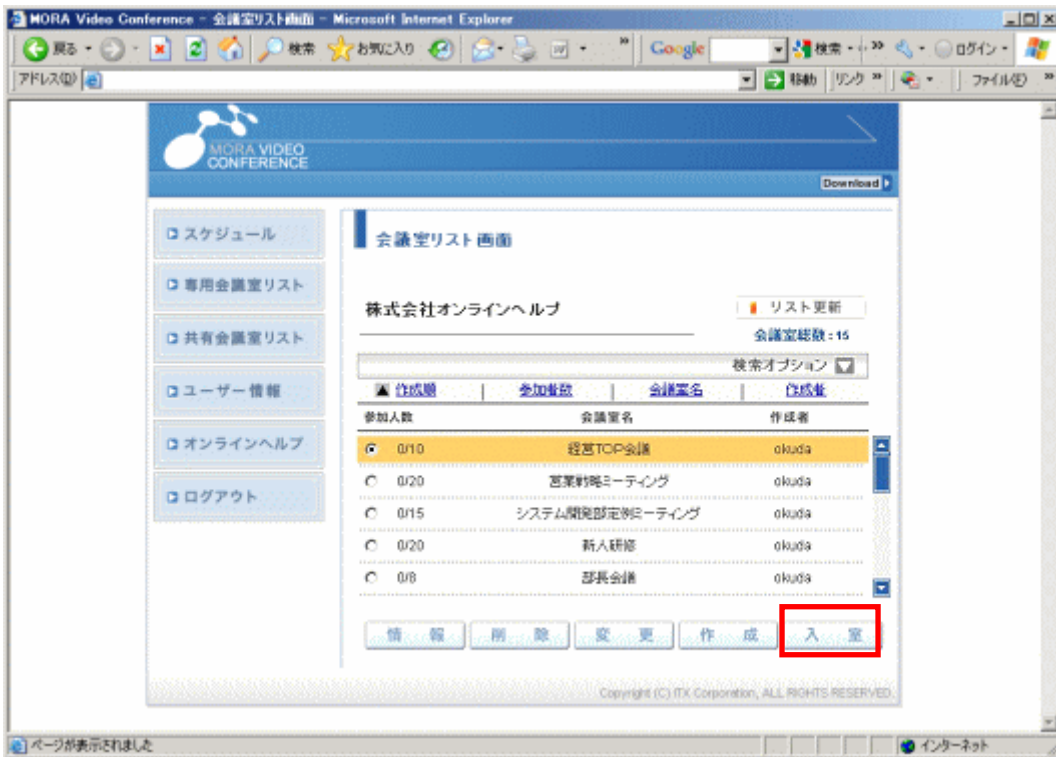 MORA Video Conference - 会議室リスト画面 - Microsoft Internet Explorer
戻る 検索 お気に入り Google 検索 ログイン
アドレス(D) 移動 リンク ファイル(F)
MORA VIDEO
CONFERENCE
Download
スケジュール
専用会議室リスト
共有会議室リスト
ユーザー情報
オンラインヘルプ
ログアウト
会議室リスト画面
株式会社オンラインヘルプ
リスト更新
会議室総数:15
検索オプション
▲ 作成順 | 参加者数 | 会議室名 | 作成者
参加人数 会議室名 作成者
0/10 経営TOP会議 okuda
0/20 営業戦略ミーティング okuda
0/15 システム開発部定例ミーティング okuda
0/20 新人研修 okuda
0/8 部長会議 okuda
情 報 削 除 変 更 作 成 入 室
Copyright (C) ITX Corporation, ALL RIGHTS RESERVED.
ページが表示されました インターネット